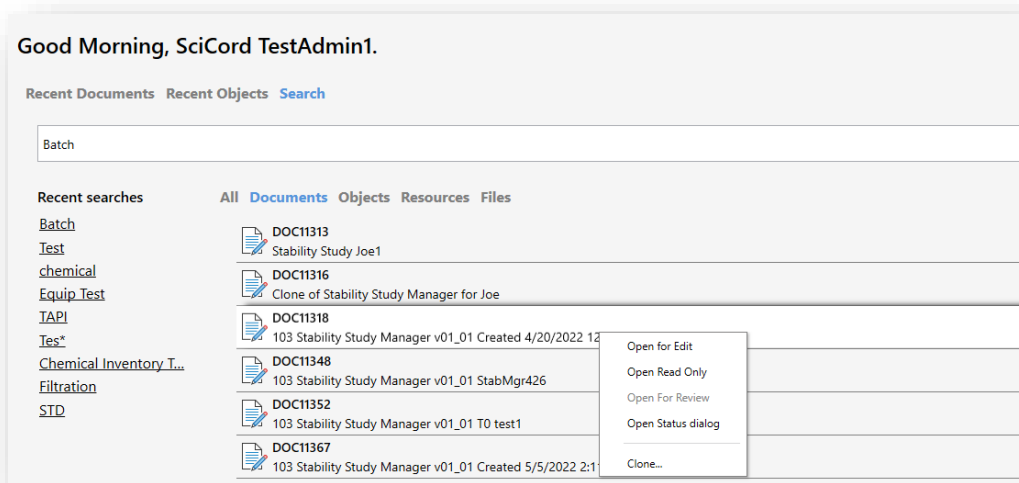 Good Morning, SciCord TestAdmin1.
Recent Documents Recent Objects Search
Batch
Recent searches
Batch
Test
chemical
Equip Test
TAPI
Tes*
Chemical Inventory T...
Filtration
STD
All Documents Objects Resources Files
DOC11313
Stability Study Joe1
DOC11316
Clone of Stability Study Manager for Joe
DOC11318
103 Stability Study Manager v01_01 Created 4/20/2022 12
DOC11348
103 Stability Study Manager v01_01 StabMgr426
DOC11352
103 Stability Study Manager v01_01 T0 test1
DOC11367
103 Stability Study Manager v01_01 Created 5/5/2022 2:1
Open for Edit
Open Read Only
Open For Review
Open Status dialog
Clone...